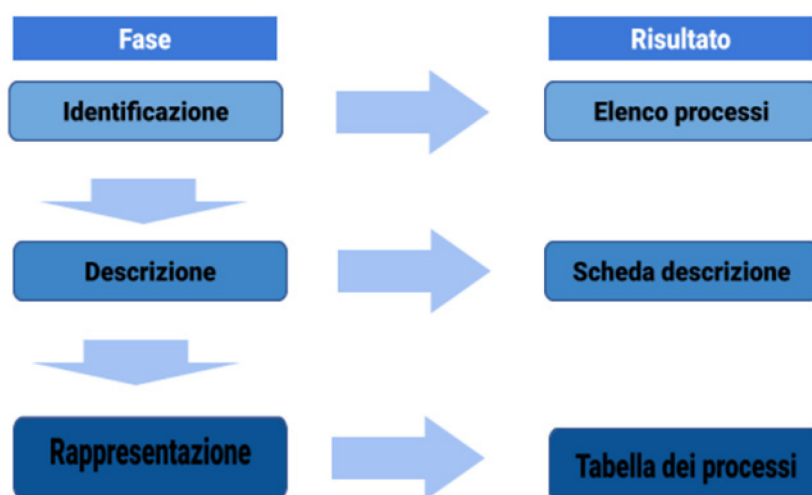 Fase
Risultato
Identificazione
Elenco processi
Descrizione
Scheda descrizione
Rappresentazione
Tabella dei processi